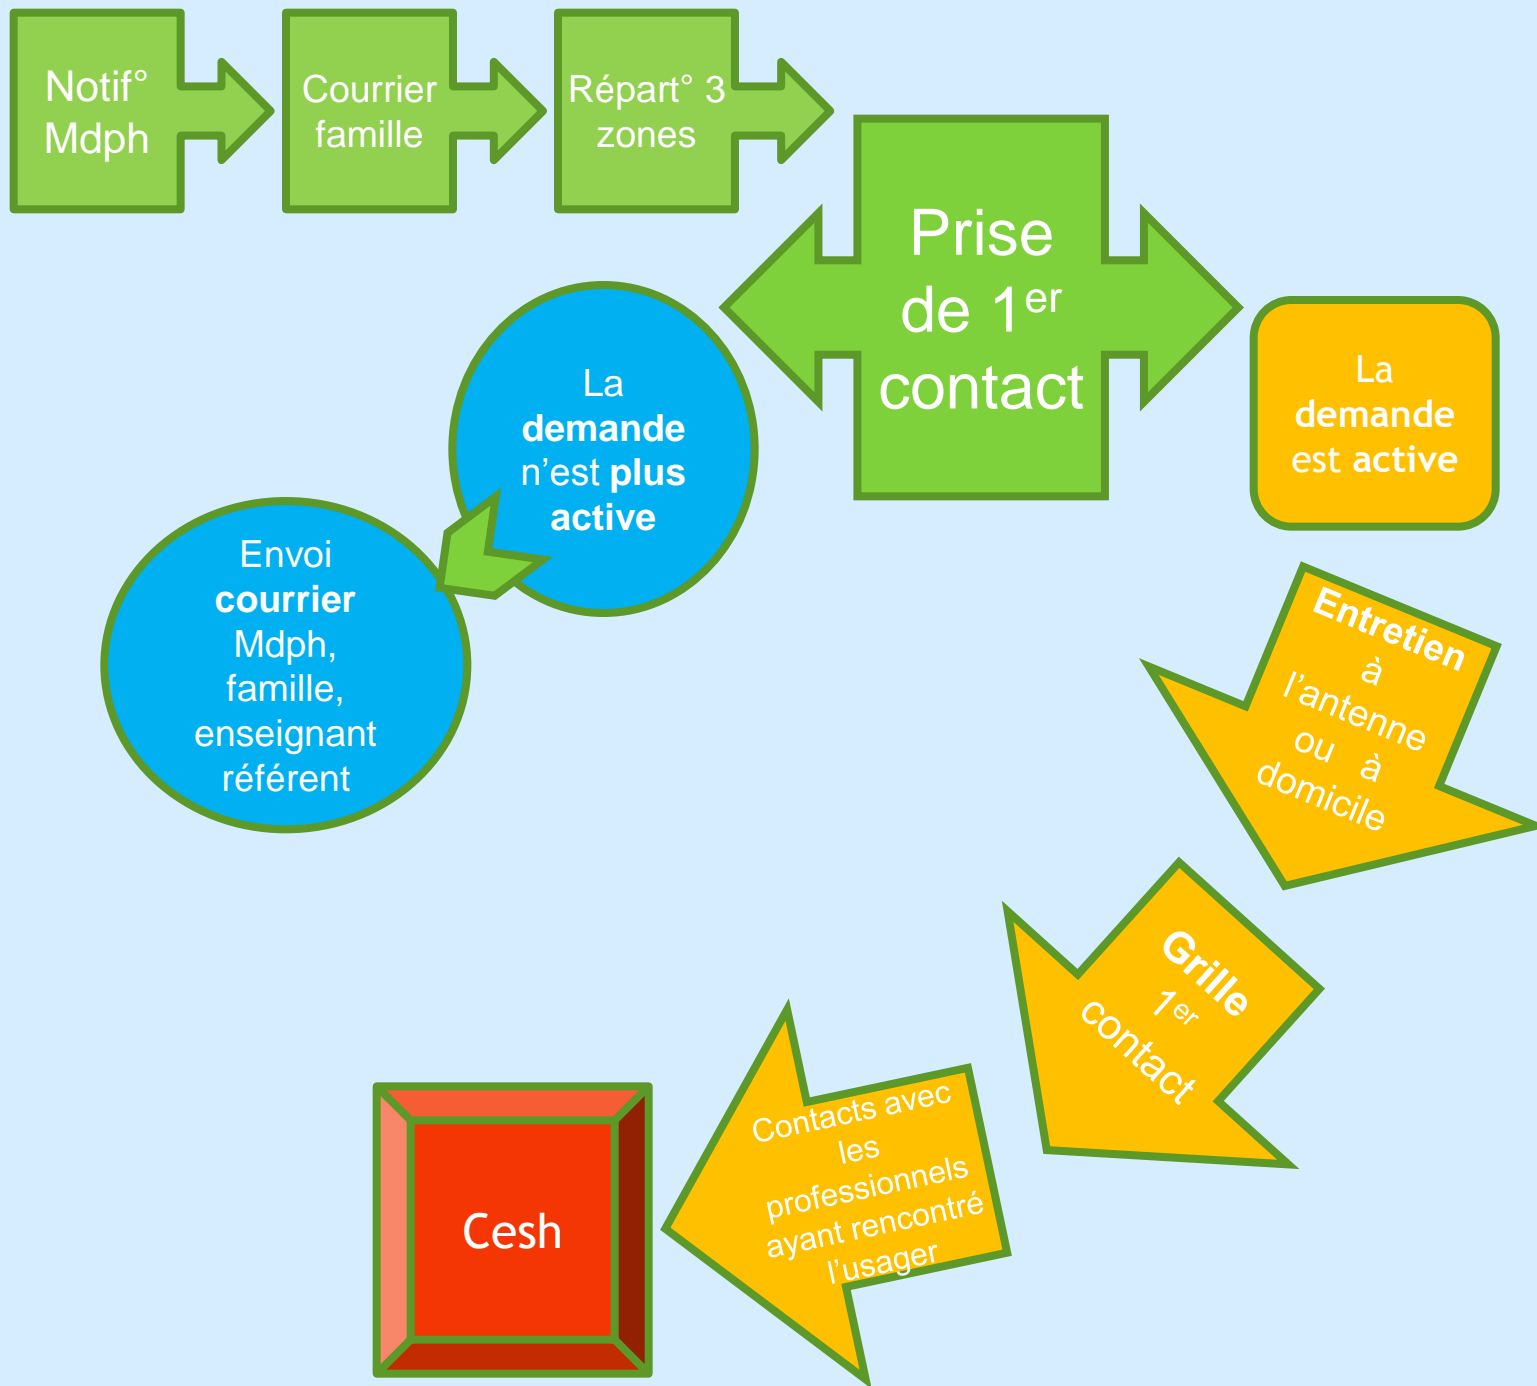 Notif°
Mdph
Courrier
famille
Répart° 3
zones
Prise
de 1er
contact
La
demande
n’est plus
active
La
demande
est active
Envoi
courrier
Mdph,
famille,
enseignant
référent
Entretien
à
l’antenne
ou à
domicile
Grille
1er
contact
Contacts avec
les
professionnels
ayant rencontré
l’usager
Cesh